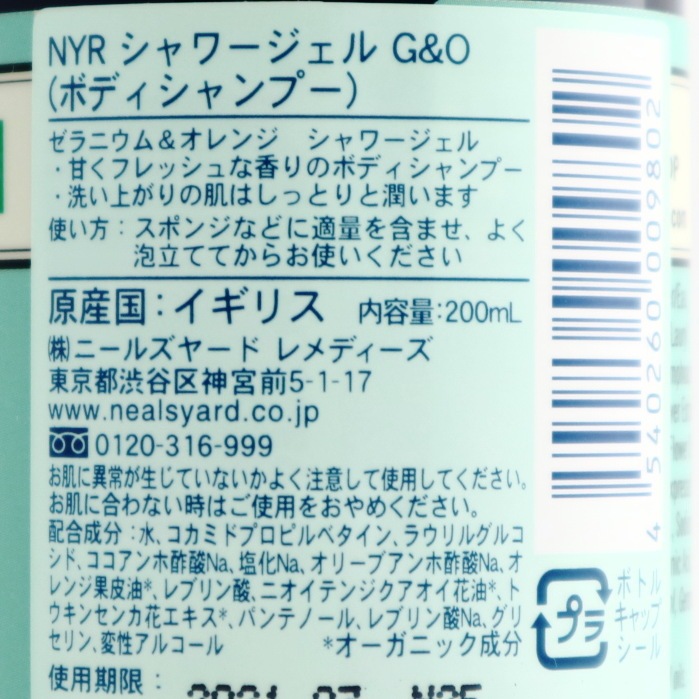 NYR シャワージェル G&O
(ボディシャンプー)
ゼラニウム&オレンジ シャワージェル
・甘くフレッシュな香りのボディシャンプー
・洗い上がりの肌はしっとりと潤います
使い方:スポンジなどに適量を含ませ、よく
泡立ててからお使いください
原産国:イギリス 内容量:200mL
㈱ニールズヤード レメディーズ
東京都渋谷区神宮前5-1-17
www.nealsyard.co.jp
0120-316-999
お肌に異常が生じていないかよく注意して使用してください。
お肌に合わない時はご使用をおやめください。
配合成分:水、コカミドプロピルベタイン、ラウリルグルコ
シド、ココアンホ酢酸Na、塩化Na、オリーブアンホ酢酸Na、オ
レンジ果皮油*、レブリン酸、ニオイテンジクアオイ花油*、ト
ウキンセンカ花エキス*、パンテノール、レブリン酸Na、グリ
セリン、変性アルコール *オーガニック成分
使用期限:
4 540260 009802
プラ
ボトル
キャップ
シール